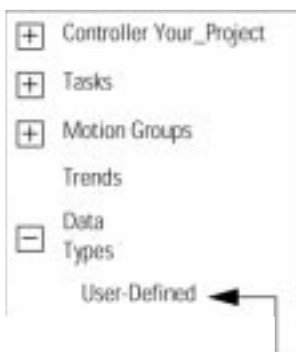 Controller Your_Project
Tasks
Motion Groups
Trends
Data
Types
User-Defined